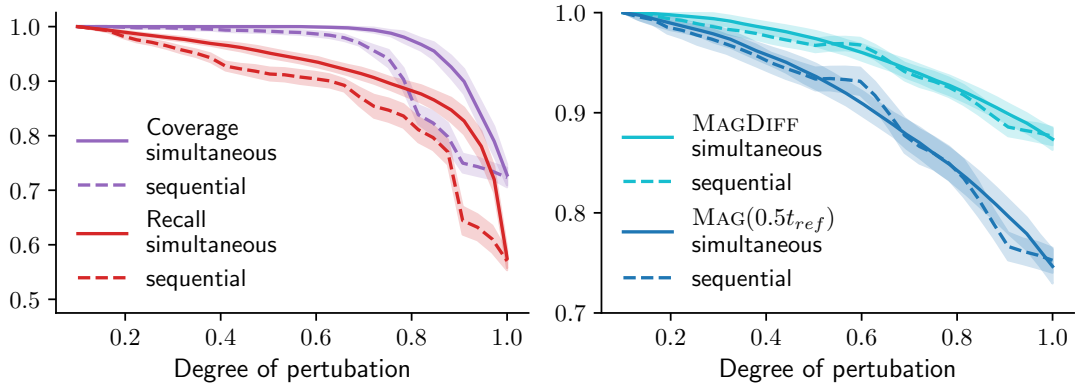 1.0
0.9
0.8
0.7
0.6
0.5
Coverage
simultaneous
sequential
Recall
simultaneous
sequential
0.2 0.4 0.6 0.8 1.0
Degree of pertubation
1.0
0.9
0.8
0.7
MAGDIFF
simultaneous
sequential
MAG(0.5t_{ref})
simultaneous
sequential
0.2 0.4 0.6 0.8 1.0
Degree of pertubation